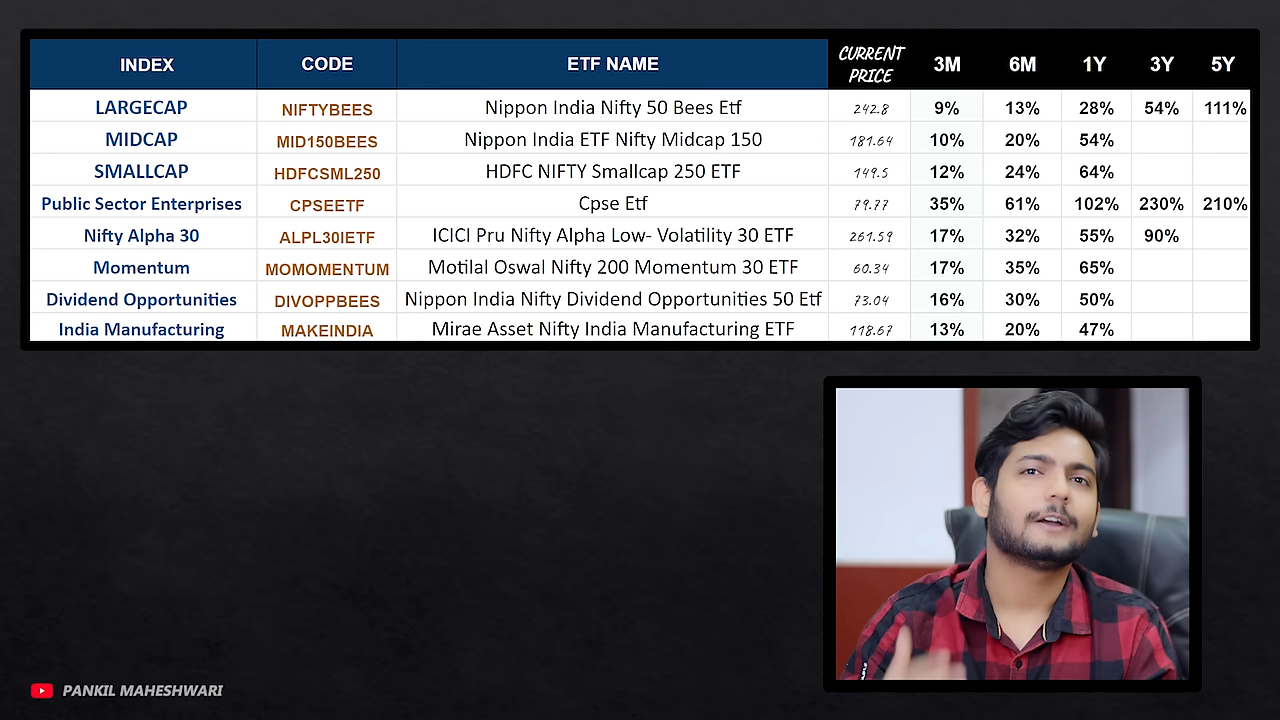 INDEX CODE ETF NAME CURRENT PRICE 3M 6M 1Y 3Y 5Y
LARGECAP NIFTYBEES Nippon India Nifty 50 Bees Etf 242.8 9% 13% 28% 54% 111%
MIDCAP MID150BEES Nippon India ETF Nifty Midcap 150 181.64 10% 20% 54%
SMALLCAP HDFCSML250 HDFC NIFTY Smallcap 250 ETF 149.5 12% 24% 64%
Public Sector Enterprises CPSEETF Cpse Etf 79.77 35% 61% 102% 230% 210%
Nifty Alpha 30 ALPL30IETF ICICI Pru Nifty Alpha Low- Volatility 30 ETF 261.59 17% 32% 55% 90%
Momentum MOMOMENTUM Motilal Oswal Nifty 200 Momentum 30 ETF 60.34 17% 35% 65%
Dividend Opportunities DIVOPPBEES Nippon India Nifty Dividend Opportunities 50 Etf 73.04 16% 30% 50%
India Manufacturing MAKEINDIA Mirae Asset Nifty India Manufacturing ETF 118.67 13% 20% 47%
PANKIL MAHESHWARI